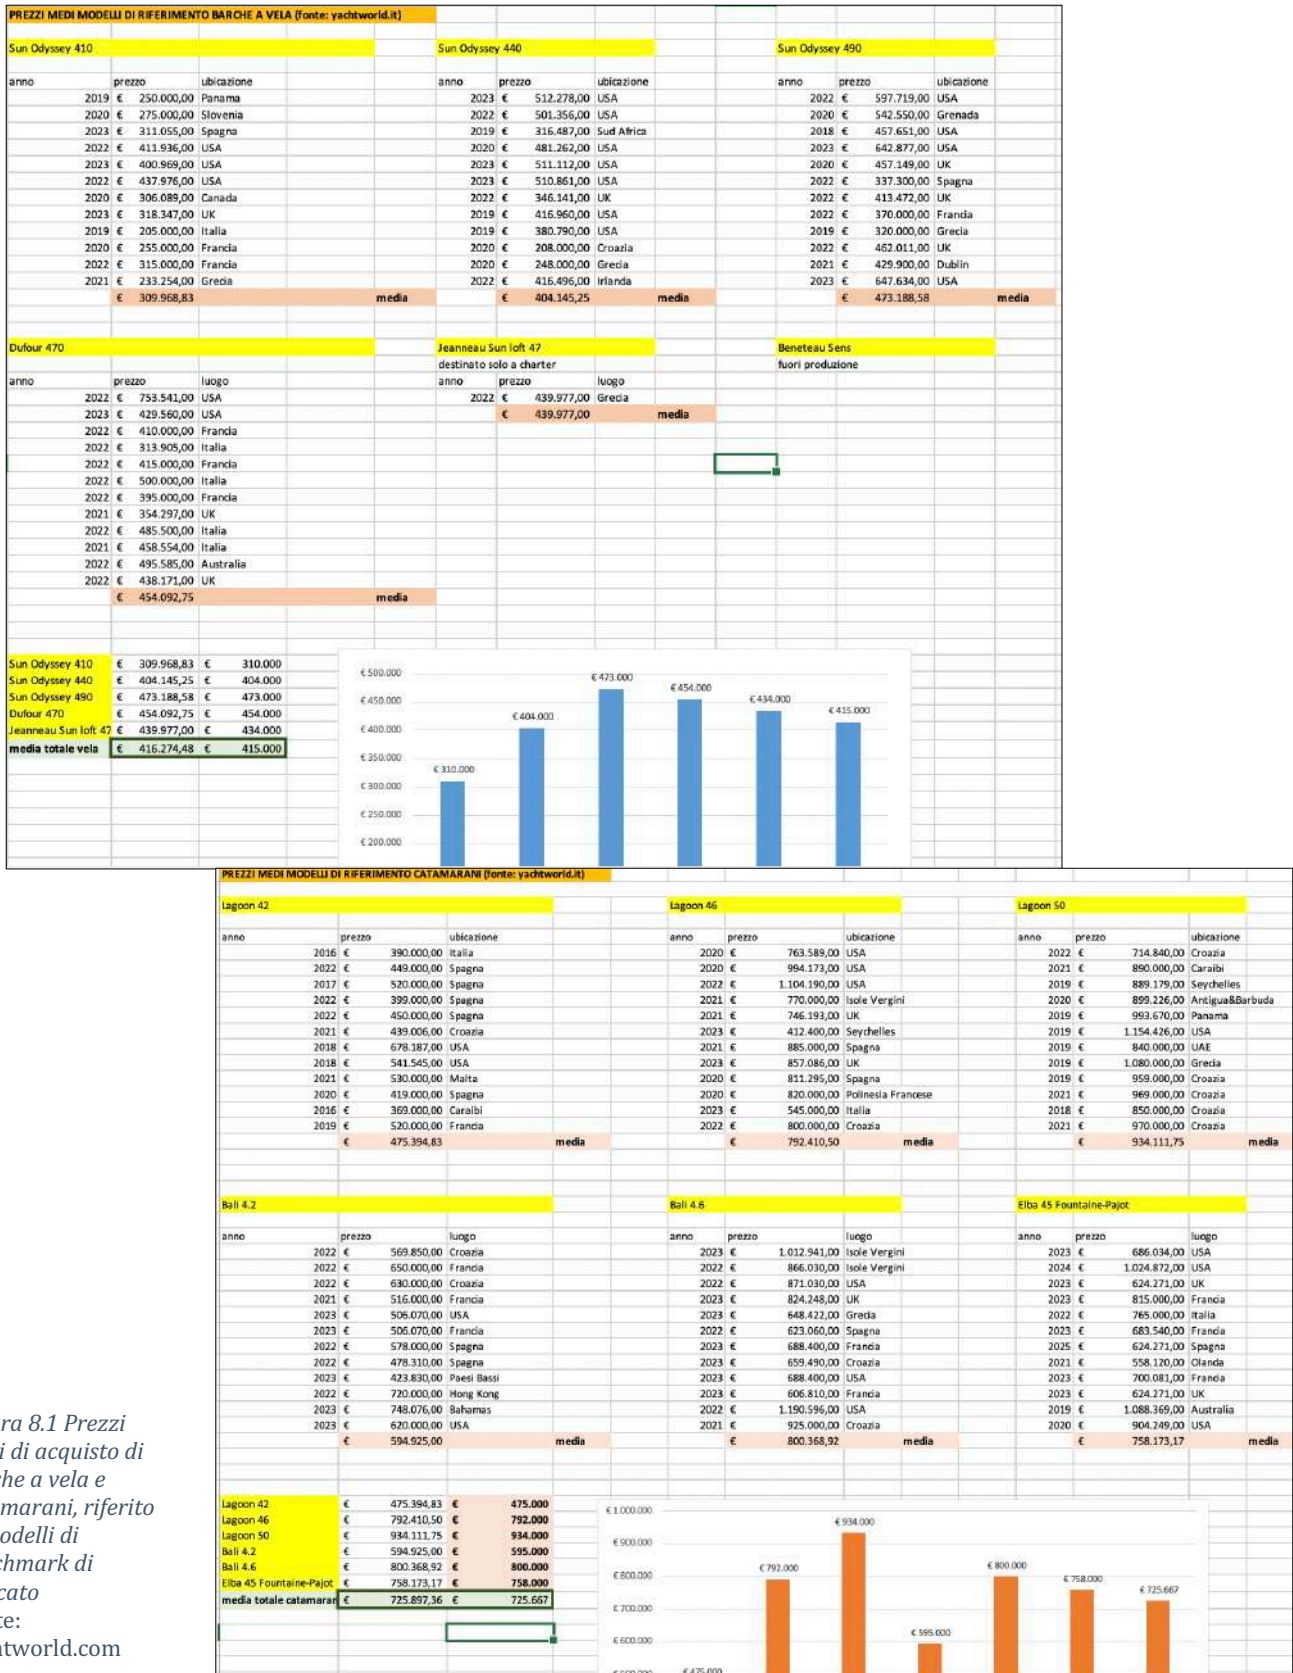 PREZZI MEDI MODELLI DI RIFERIMENTO BARCHE A VELA (fonte: yachtworld.it)
Sun Odyssey 410 Sun Odyssey 440 Sun Odyssey 490
anno prezzo ubicazione anno prezzo ubicazione anno prezzo ubicazione
2019 € 250.000,00 Panama 2023 € 512.278,00 USA 2022 € 597.719,00 USA
2020 € 275.000,00 Slovenia 2022 € 501.356,00 USA 2020 € 542.550,00 Grenada
2023 € 311.055,00 Spagna 2019 € 316.487,00 Sud Africa 2018 € 457.651,00 USA
2022 € 411.936,00 USA 2020 € 481.262,00 USA 2023 € 642.877,00 USA
2023 € 400.969,00 USA 2023 € 511.112,00 USA 2020 € 457.149,00 UK
2022 € 437.976,00 USA 2023 € 510.861,00 USA 2022 € 337.300,00 Spagna
2020 € 306.089,00 Canada 2022 € 346.141,00 UK 2022 € 413.472,00 UK
2023 € 318.347,00 UK 2019 € 416.960,00 USA 2022 € 370.000,00 Francia
2019 € 205.000,00 Italia 2019 € 380.790,00 USA 2019 € 320.000,00 Grecia
2020 € 255.000,00 Francia 2020 € 208.000,00 Croazia 2022 € 462.011,00 UK
2022 € 315.000,00 Francia 2020 € 248.000,00 Grecia 2021 € 429.900,00 Dublin
2021 € 233.254,00 Grecia 2022 € 416.496,00 Irlanda 2023 € 647.634,00 USA
€ 309.968,83 media € 404.145,25 media € 473.188,58 media
Dufour 470 Jeanneau Sun loft 47 Beneteau Sens
destinato solo a charter fuori produzione
anno prezzo luogo anno prezzo luogo
2022 € 753.541,00 USA 2022 € 439.977,00 Grecia
2023 € 429.560,00 USA € 439.977,00 media
2022 € 410.000,00 Francia
2022 € 313.905,00 Italia
2022 € 415.000,00 Francia
2022 € 500.000,00 Italia
2022 € 395.000,00 Francia
2021 € 354.297,00 UK
2022 € 485.500,00 Italia
2021 € 458.554,00 Italia
2022 € 495.585,00 Australia
2022 € 438.171,00 UK
€ 454.092,75 media
Sun Odyssey 410 € 309.968,83 € 310.000
Sun Odyssey 440 € 404.145,25 € 404.000
Sun Odyssey 490 € 473.188,58 € 473.000
Dufour 470 € 454.092,75 € 454.000
Jeanneau Sun loft 47 € 439.977,00 € 434.000
media totale vela € 416.274,48 € 415.000
€ 500.000
€ 450.000
€ 400.000
€ 350.000
€ 300.000
€ 250.000
€ 200.000
€ 310.000
€ 404.000
€ 473.000
€ 454.000
€ 434.000
€ 415.000
PREZZI MEDI MODELLI DI RIFERIMENTO CATAMARANI (fonte: yachtworld.it)
Lagoon 42 Lagoon 46 Lagoon 50
anno prezzo ubicazione anno prezzo ubicazione anno prezzo ubicazione
2016 € 390.000,00 Italia 2020 € 763.589,00 USA 2022 € 714.840,00 Croazia
2022 € 449.000,00 Spagna 2020 € 994.173,00 USA 2021 € 890.000,00 Caraibi
2017 € 520.000,00 Spagna 2022 € 1.104.190,00 USA 2019 € 889.179,00 Seychelles
2022 € 399.000,00 Spagna 2021 € 770.000,00 Isole Vergini 2020 € 899.226,00 Antigua&Barbuda
2022 € 450.000,00 Spagna 2021 € 746.193,00 UK 2019 € 993.670,00 Panama
2021 € 439.006,00 Croazia 2023 € 412.400,00 Seychelles 2019 € 1.154.426,00 USA
2018 € 678.187,00 USA 2021 € 885.000,00 Spagna 2019 € 840.000,00 UAE
2018 € 541.545,00 USA 2023 € 857.086,00 UK 2019 € 1.080.000,00 Grecia
2021 € 530.000,00 Malta 2020 € 811.295,00 Spagna 2019 € 959.000,00 Croazia
2020 € 419.000,00 Spagna 2020 € 820.000,00 Polinesia Francese 2021 € 969.000,00 Croazia
2016 € 369.000,00 Caraibi 2023 € 545.000,00 Italia 2018 € 850.000,00 Croazia
2019 € 520.000,00 Francia 2022 € 800.000,00 Croazia 2021 € 970.000,00 Croazia
€ 475.394,83 media € 792.410,50 media € 934.111,75 media
Bali 4.2 Bali 4.6 Elba 45 Fountaine-Pajot
anno prezzo luogo anno prezzo luogo anno prezzo luogo
2022 € 569.850,00 Croazia 2023 € 1.012.941,00 Isole Vergini 2023 € 686.034,00 USA
2022 € 650.000,00 Francia 2022 € 866.030,00 Isole Vergini 2024 € 1.024.872,00 USA
2022 € 630.000,00 Croazia 2022 € 871.030,00 USA 2023 € 624.271,00 UK
2021 € 516.000,00 Francia 2023 € 824.248,00 UK 2023 € 815.000,00 Francia
2023 € 506.070,00 USA 2023 € 648.422,00 Grecia 2022 € 765.000,00 Italia
2023 € 506.070,00 Francia 2022 € 623.060,00 Spagna 2023 € 683.540,00 Francia
2022 € 578.000,00 Spagna 2023 € 688.400,00 Francia 2025 € 624.271,00 Spagna
2022 € 478.310,00 Spagna 2023 € 659.490,00 Croazia 2021 € 558.120,00 Olanda
2023 € 423.830,00 Paesi Bassi 2023 € 688.400,00 USA 2023 € 700.081,00 Francia
2022 € 720.000,00 Hong Kong 2023 € 606.810,00 Francia 2023 € 624.271,00 UK
2023 € 748.076,00 Bahamas 2022 € 1.190.596,00 USA 2019 € 1.088.369,00 Australia
2023 € 620.000,00 USA 2021 € 925.000,00 Croazia 2020 € 904.249,00 USA
€ 594.925,00 media € 800.368,92 media € 758.173,17 media
Lagoon 42 € 475.394,83 € 475.000
Lagoon 46 € 792.410,50 € 792.000
Lagoon 50 € 934.111,75 € 934.000
Bali 4.2 € 594.925,00 € 595.000
Bali 4.6 € 800.368,92 € 800.000
Elba 45 Fountaine-Pajot € 758.173,17 € 758.000
media totale catamaran € 725.897,36 € 725.667
€ 1.000.000
€ 900.000
€ 800.000
€ 700.000
€ 600.000
€ 475.000
€ 792.000
€ 934.000
€ 595.000
€ 800.000
€ 758.000
€ 725.667
ra 8.1 Prezzi
i di acquisto di
che a vela e
marani, riferito
odelli di
chmark di
cato
te:
htworld.com